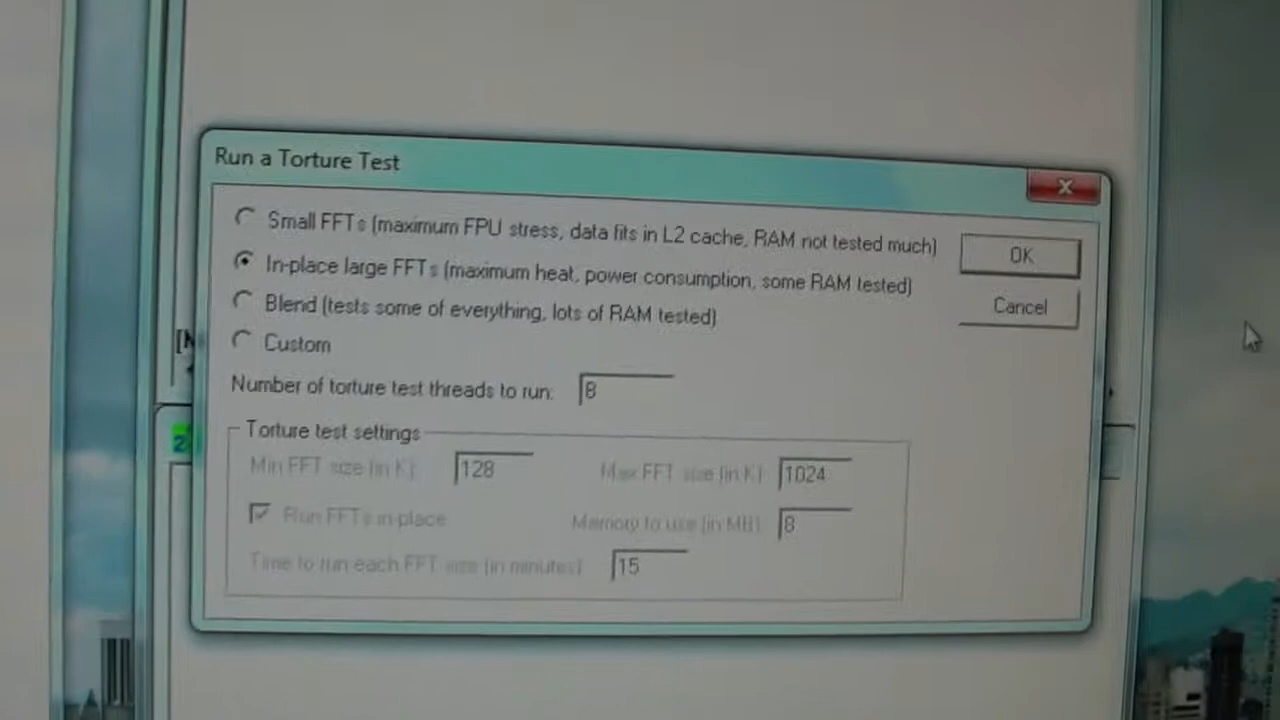 Run a Torture Test
X
Small FFTs (maximum FPU stress, data fits in L2 cache, RAM not tested much)
OK
In-place large FFTs (maximum heat, power consumption, some RAM tested)
Cancel
Blend (tests some of everything, lots of RAM tested)
Custom
Number of torture test threads to run: 8
Torture test settings
Min FFT size (in K): 128 Max FFT size (in K): 1024
Run FFTs in-place Memory to use (in MB): 8
Time to run each FFT size (in minutes): 15
[N
2